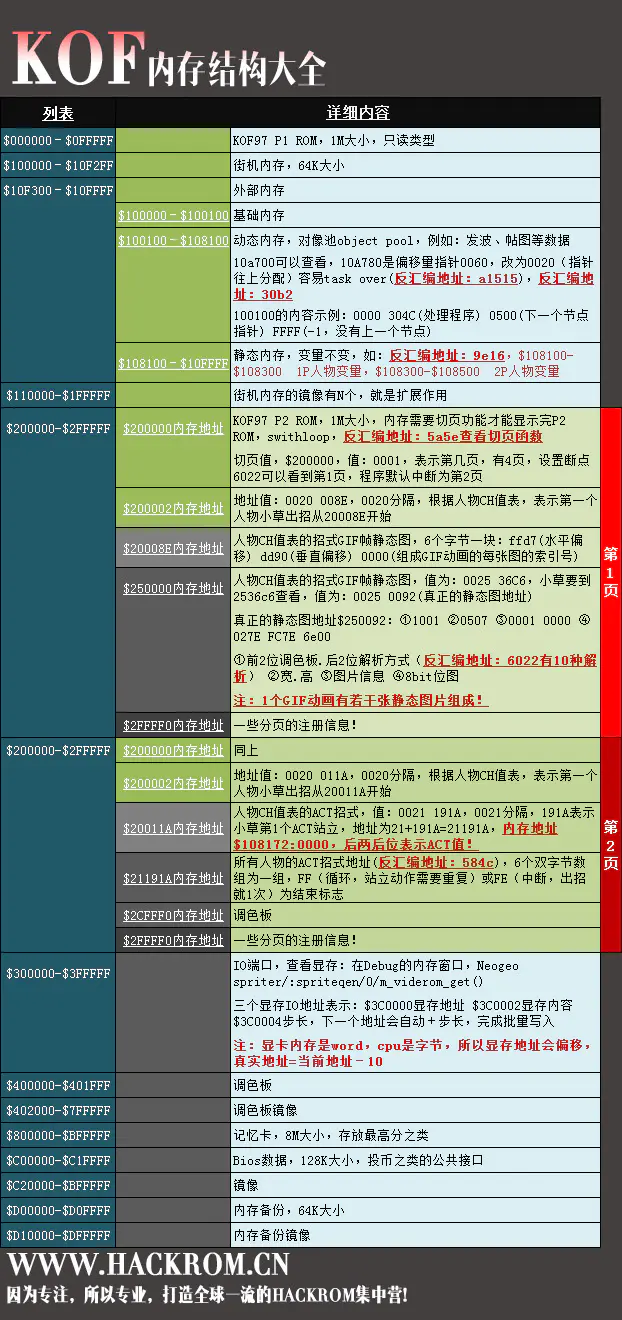 KOF内存结构大全
列表
详细内容
$000000－$0FFFFF
KOF97 P1 ROM，1M大小，只读类型
$100000－$10F2FF
街机内存，64K大小
$10F300－$10FFFF
外部内存
$100000－$100100
基础内存
$100100－$108100
动态内存，对像池object pool，例如：发波、帖图等数据
10a700可以查看，10A780是偏移量指针0060，改为0020（指针
往上分配）容易task over(反汇编地址：a1515)，反汇编地
址：30b2
100100的内容示例：0000 304C(处理程序) 0500(下一个节点
指针) FFFF(-1，没有上一个节点)
$108100－$10FFFF
静态内存，变量不变，如：反汇编地址：9e16，$108100-
$108300 1P人物变量，$108300-$108500 2P人物变量
$110000-$1FFFFF
街机内存的镜像有N个，就是扩展作用
$200000-$2FFFFF
$200000内存地址
KOF97 P2 ROM，1M大小，内存需要切页功能才能显示完P2
ROM，swithloop，反汇编地址：5a5e查看切页函数
切页值，$200000，值：0001，表示第几页，有4页，设置断点
6022可以看到第1页，程序默认中断为第2页
$200002内存地址
地址值：0020 008E，0020分隔，根据人物CH值表，表示第一个
人物小草出招从20008E开始
$20008E内存地址
人物CH值表的招式GIF帧静态图，6个字节一块：ffd7(水平偏
移) dd90(垂直偏移) 0000(组成GIF动画的每张图的索引号)
$250000内存地址
人物CH值表的招式GIF帧静态图，值为：0025 36C6，小草要到
2536c6查看，值为：0025 0092(真正的静态图地址)
真正的静态图地址$250092：①1001 ②0507 ③0001 0000 ④
027E FC7E 6e00
①前2位调色板.后2位解析方式（反汇编地址：6022有10种解
析） ②宽.高 ③图片信息 ④8bit位图
注：1个GIF动画有若干张静态图片组成！
$2FFFF0内存地址
一些分页的注册信息！
第
1
页
$200000-$2FFFFF
$200000内存地址
同上
$200002内存地址
地址值：0020 011A，0020分隔，根据人物CH值表，表示第一个
人物小草出招从20011A开始
$20011A内存地址
人物CH值表的ACT招式，值：0021 191A，0021分隔，191A表示
小草第1个ACT站立，地址为21+191A=21191A，内存地址
$108172:0000，后两后位表示ACT值！
$21191A内存地址
所有人物的ACT招式地址(反汇编地址：584c)，6个双字节数
组为一组，FF（循环，站立动作需要重复）或FE（中断，出招
就1次）为结束标志
$2CFFF0内存地址
调色板
$2FFFF0内存地址
一些分页的注册信息！
第
2
页
$300000-$3FFFFF
IO端口，查看显存：在Debug的内存窗口，Neogeo
spriter/:spriteqen/0/m_viderom_get()
三个显存IO地址表示：$3C0000显存地址 $3C0002显存内容
$3C0004步长，下一个地址会自动＋步长，完成批量写入
注：显卡内存是word，cpu是字节，所以显存地址会偏移，
真实地址=当前地址－10
$400000-$401FFF
调色板
$402000-$7FFFFF
调色板镜像
$800000-$BFFFFF
记忆卡，8M大小，存放最高分之类
$C00000-$C1FFFF
Bios数据，128K大小，投币之类的公共接口
$C20000-$BFFFFF
镜像
$D00000-$D0FFFF
内存备份，64K大小
$D10000-$DFFFFF
内存备份镜像
WWW.HACKROM.CN
因为专注，所以专业，打造全球一流的HACKROM集中营！